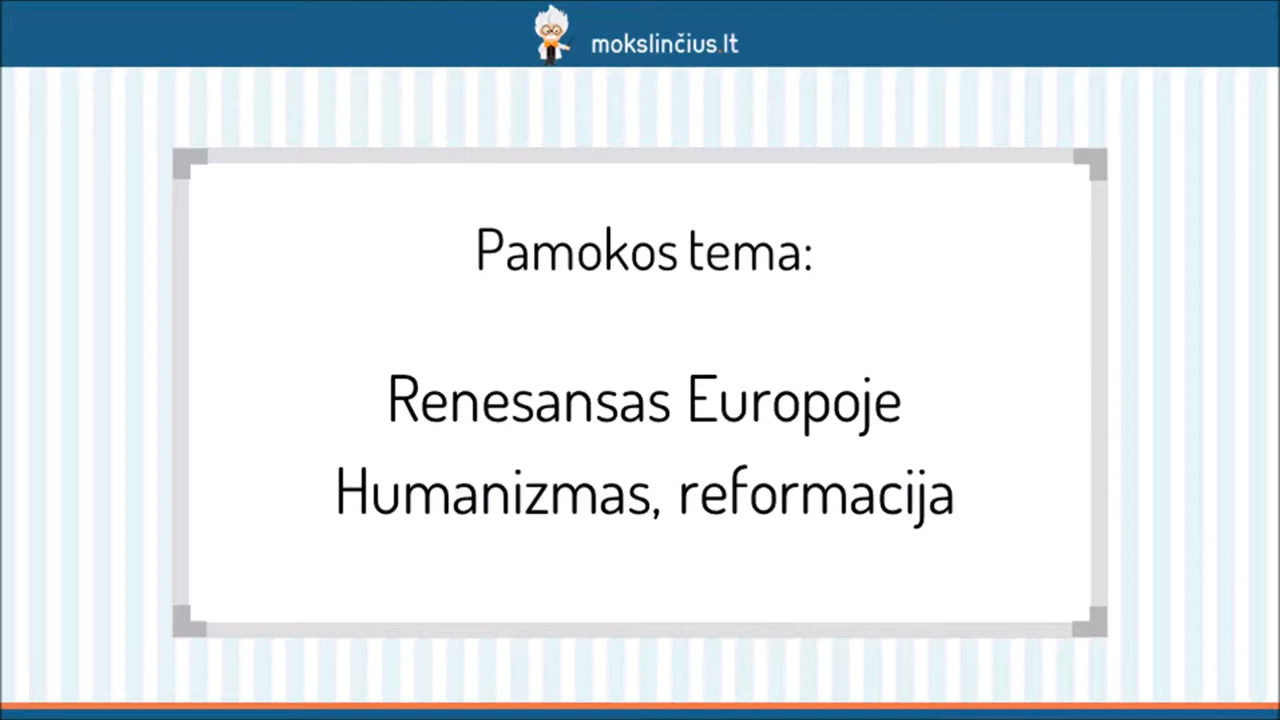 mokslinčius.lt
Pamokos tema:
Renesansas Europoje
Humanizmas, reformacija